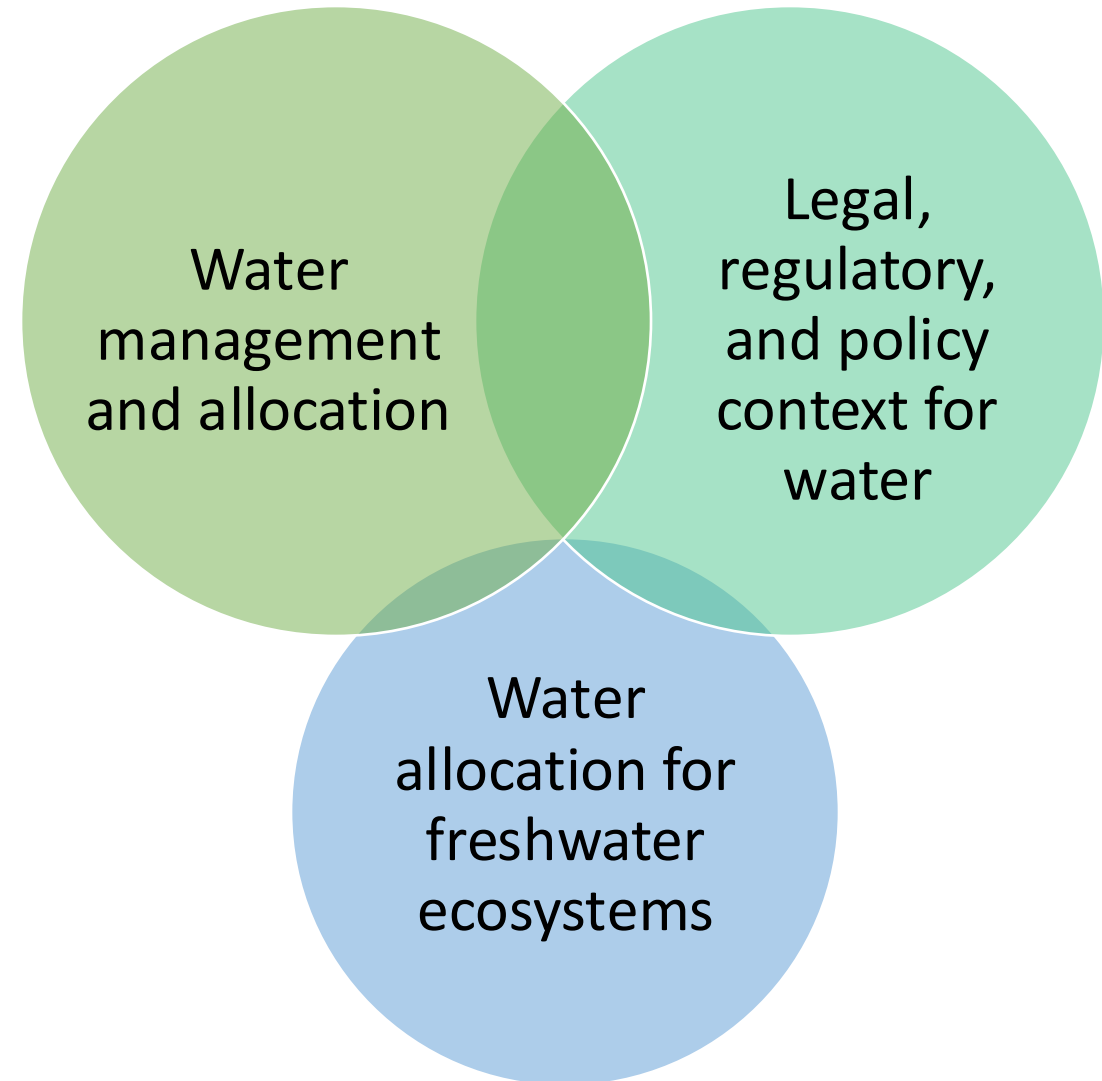 Water
management
and allocation
Legal,
regulatory,
and policy
context for
water
Water
allocation for
freshwater
ecosystems